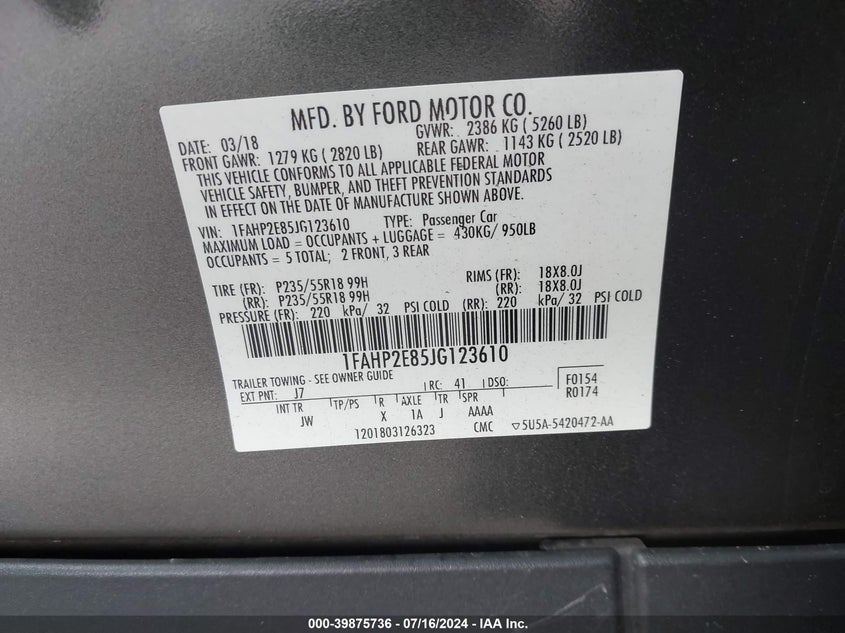 MFD. BY FORD MOTOR CO.
DATE: 03/18 GVWR: 2386 KG ( 5260 LB)
FRONT GAWR: 1279 KG ( 2820 LB) REAR GAWR: 1143 KG ( 2520 LB)
THIS VEHICLE CONFORMS TO ALL APPLICABLE FEDERAL MOTOR
VEHICLE SAFETY, BUMPER, AND THEFT PREVENTION STANDARDS
IN EFFECT ON THE DATE OF MANUFACTURE SHOWN ABOVE.
VIN: 1FAHP2E85JG123610 TYPE: Passenger Car
MAXIMUM LOAD = OCCUPANTS + LUGGAGE = 430KG/ 950LB
OCCUPANTS = 5 TOTAL; 2 FRONT, 3 REAR
TIRE (FR): P235/55R18 99H RIMS (FR): 18X8.0J
(RR): P235/55R18 99H (RR): 18X8.0J
PRESSURE (FR): 220 kPa/ 32 PSI COLD (RR): 220 kPa/ 32 PSI COLD
1FAHP2E85JG123610
TRAILER TOWING - SEE OWNER GUIDE
EXT PNT: J7 RC: 41 DSO: F0154
INT TR TP/PS R AXLE TR SPR R0174
JW X 1A J AAAA
1201803126323 CMC ▽5U5A-5420472-AA
000-39875736 - 07/16/2024 - IAA Inc.